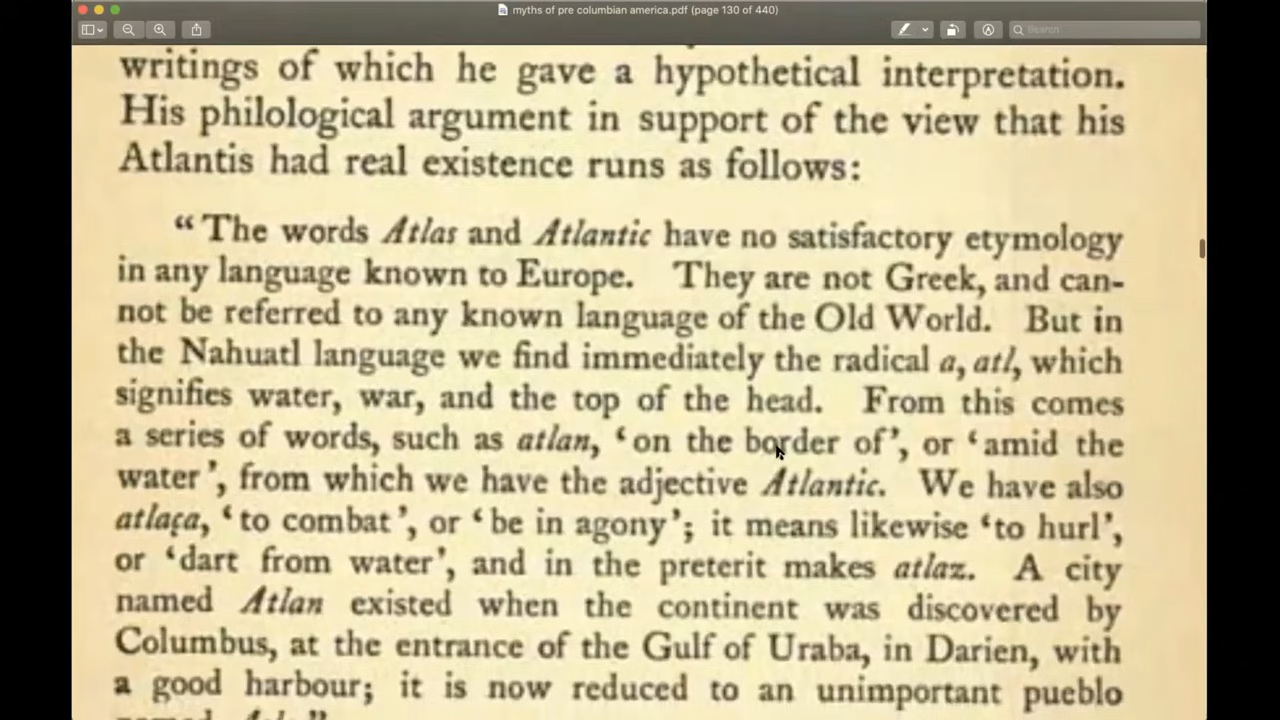 myths of pre columbian america.pdf (page 130 of 440)
Search
writings of which he gave a hypothetical interpretation.
His philological argument in support of the view that his
Atlantis had real existence runs as follows:
“The words Atlas and Atlantic have no satisfactory etymology
in any language known to Europe. They are not Greek, and can-
not be referred to any known language of the Old World. But in
the Nahuatl language we find immediately the radical a, atl, which
signifies water, war, and the top of the head. From this comes
a series of words, such as atlan, ‘on the border of’, or ‘amid the
water’, from which we have the adjective Atlantic. We have also
atlaça, ‘to combat’, or ‘be in agony’; it means likewise ‘to hurl’,
or ‘dart from water’, and in the preterit makes atlaz. A city
named Atlan existed when the continent was discovered by
Columbus, at the entrance of the Gulf of Uraba, in Darien, with
a good harbour; it is now reduced to an unimportant pueblo